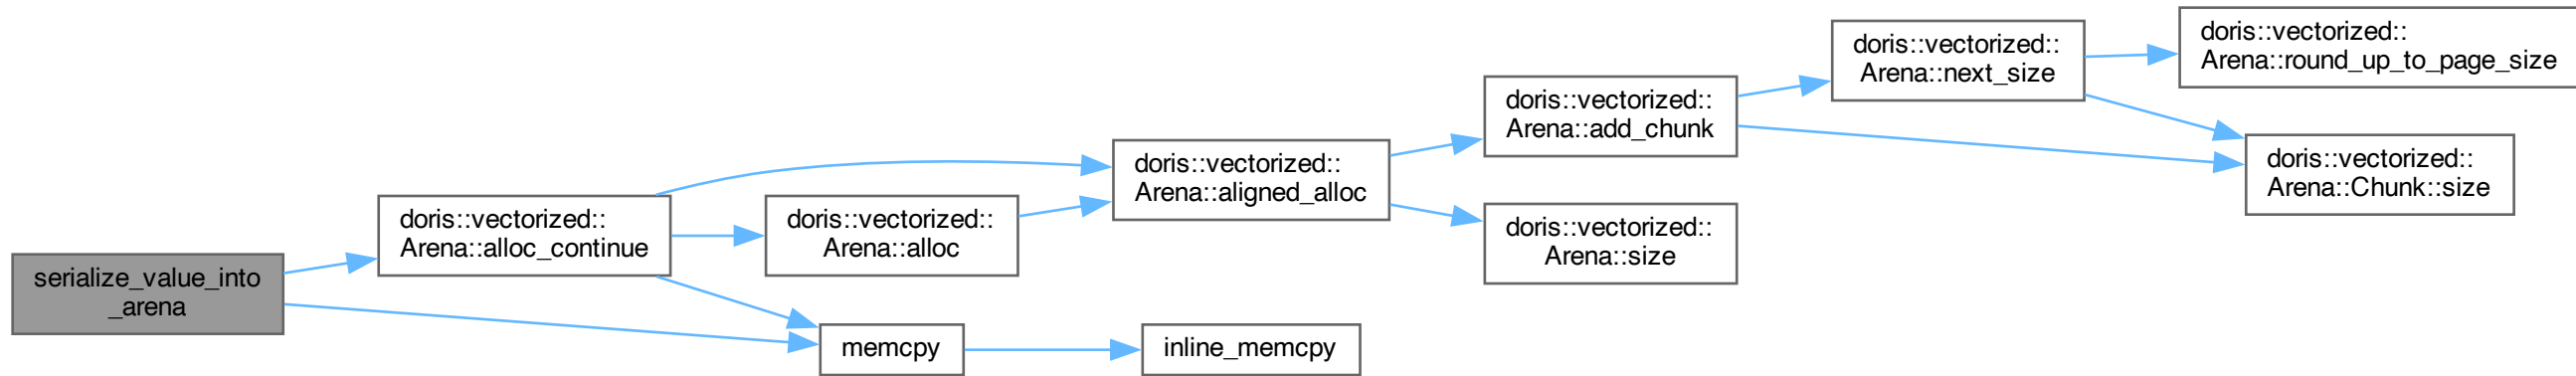 serialize_value_into
_arena
doris::vectorized::
Arena::alloc_continue
doris::vectorized::
Arena::alloc
memcpy
doris::vectorized::
Arena::aligned_alloc
inline_memcpy
doris::vectorized::
Arena::add_chunk
doris::vectorized::
Arena::size
doris::vectorized::
Arena::next_size
doris::vectorized::
Arena::round_up_to_page_size
doris::vectorized::
Arena::Chunk::size